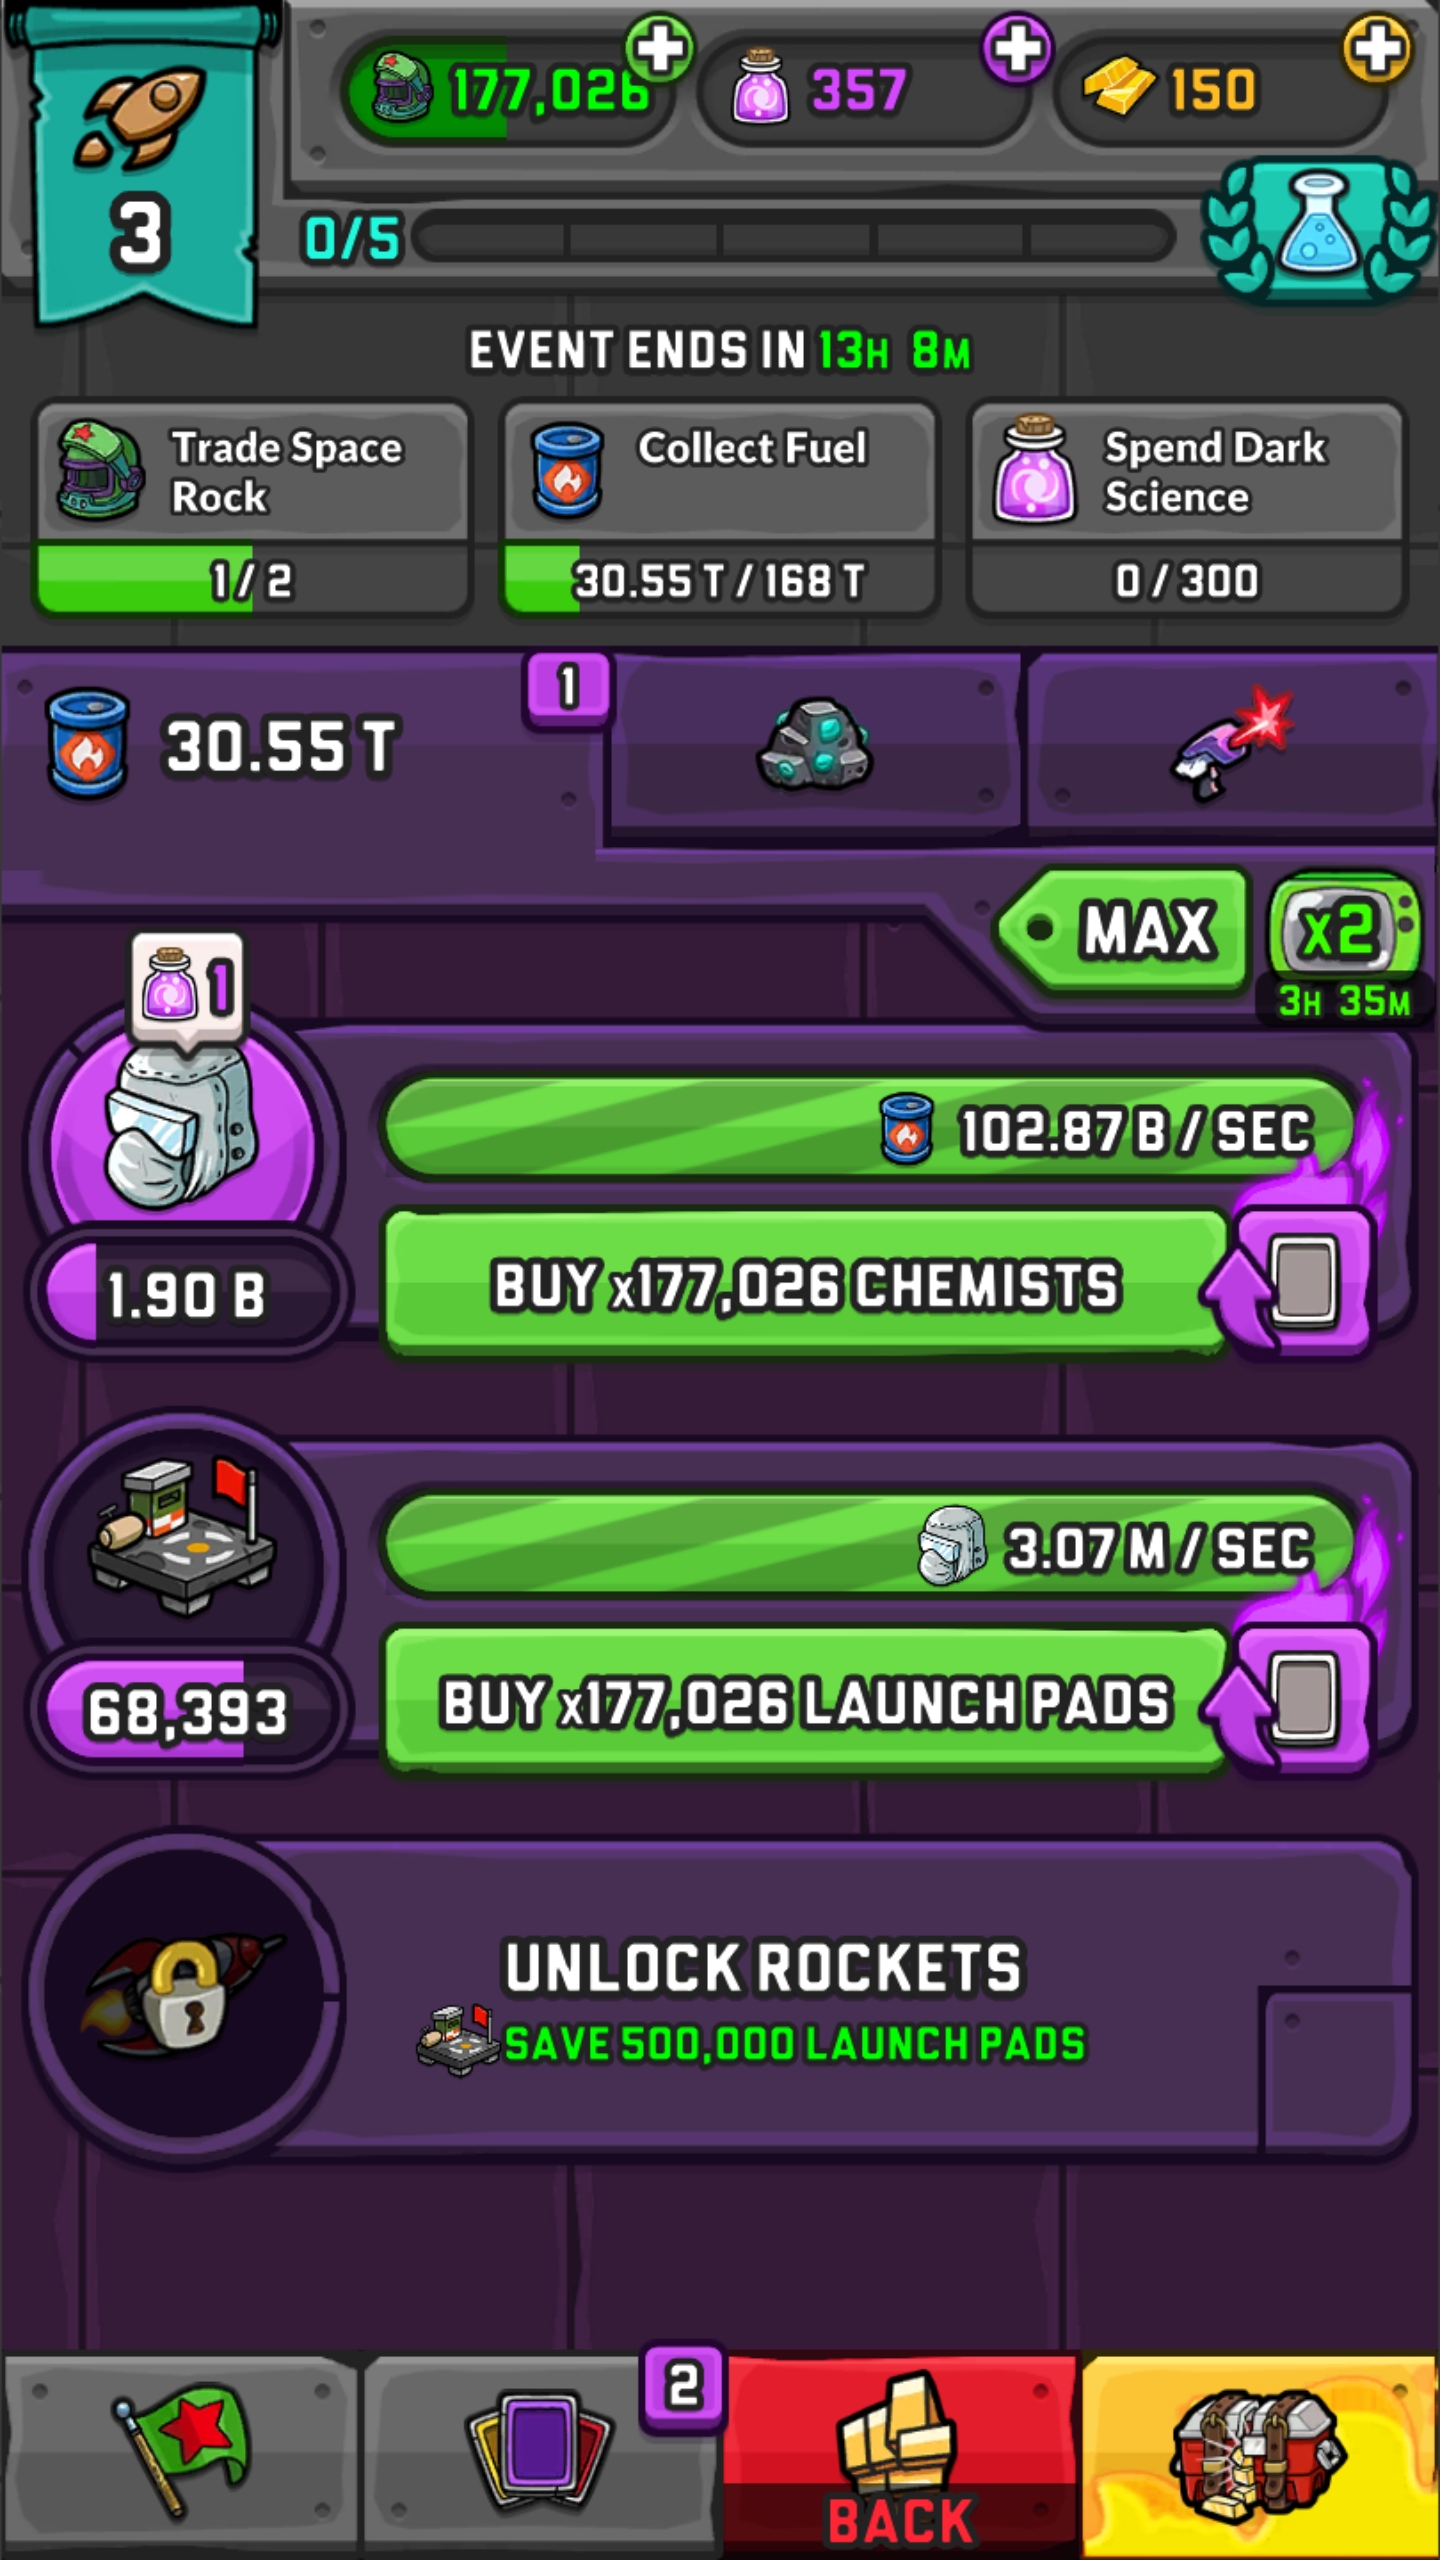 177,026
357
150
3
0/5
EVENT ENDS IN 13H 8M
Trade Space
Rock
1 / 2
Collect Fuel
30.55 T / 168 T
Spend Dark
Science
0 / 300
30.55 T
1
MAX
x2
3H 35M
1
102.87 B / SEC
1.90 B
BUY x177,026 CHEMISTS
3.07 M / SEC
68,393
BUY x177,026 LAUNCH PADS
UNLOCK ROCKETS
SAVE 500,000 LAUNCH PADS
2
BACK